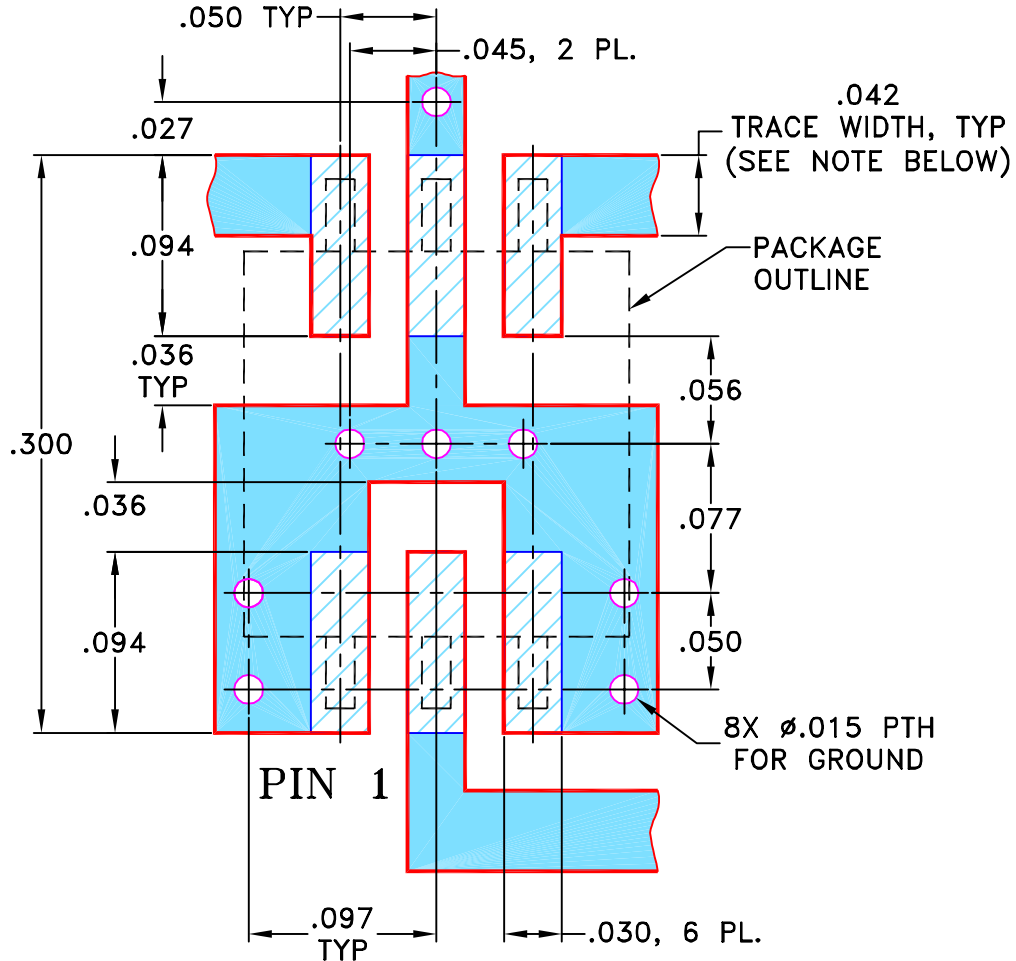 .050 TYP
.045, 2 PL.
.042
TRACE WIDTH, TYP
(SEE NOTE BELOW)
.027
.094
PACKAGE
OUTLINE
.036
TYP
.056
.300
.036
.077
.094
.050
8X ø.015 PTH
FOR GROUND
PIN 1
.097
TYP
.030, 6 PL.